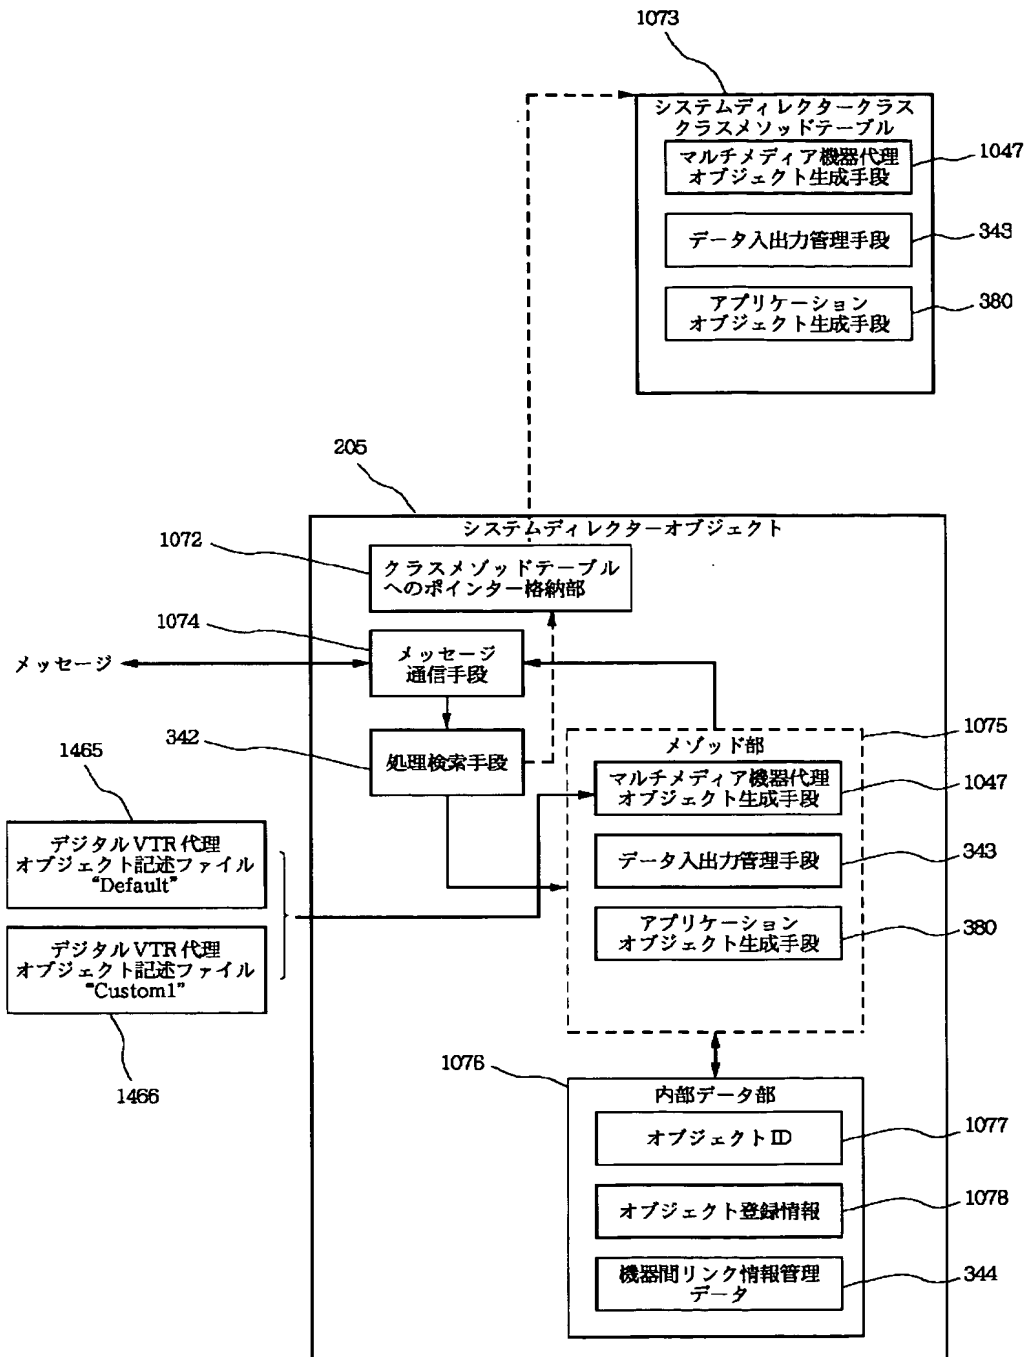 1073
システムディレクタークラス
クラスメソッドテーブル
マルチメディア機器代理
オブジェクト生成手段
1047
データ入出力管理手段
343
アプリケーション
オブジェクト生成手段
380
205
システムディレクターオブジェクト
1072
クラスメゾッドテーブル
へのポインター格納部
1074
メッセージ
メッセージ
通信手段
342
処理検索手段
1075
メゾッド部
マルチメディア機器代理
オブジェクト生成手段
1047
データ入出力管理手段
343
アプリケーション
オブジェクト生成手段
380
1465
デジタルVTR代理
オブジェクト記述ファイル
“Default”
デジタルVTR代理
オブジェクト記述ファイル
“Custom1”
1466
1076
内部データ部
オブジェクトID
1077
オブジェクト登録情報
1078
機器間リンク情報管理
データ
344